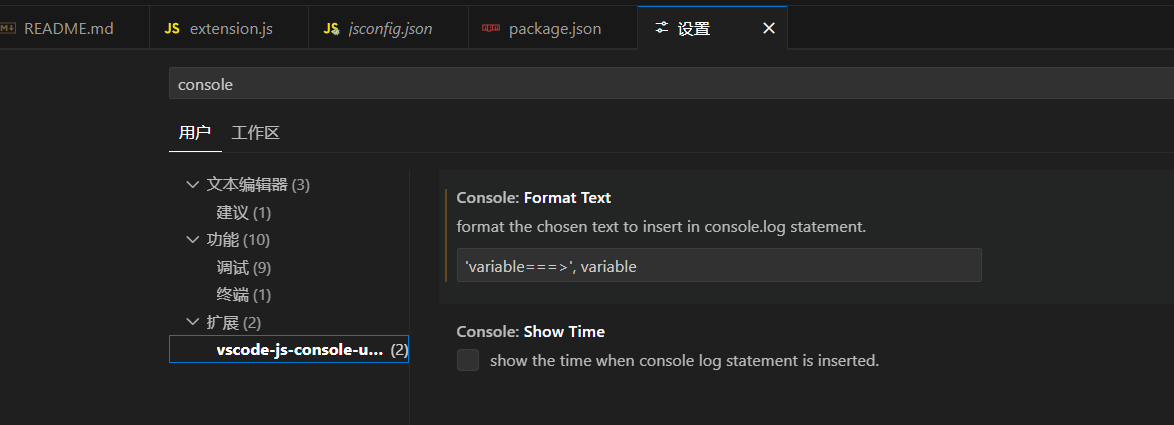 README.md
JS extension.js
JS jsconfig.json
npm package.json
设置
console
用户 工作区
文本编辑器 (3)
建议 (1)
功能 (10)
调试 (9)
终端 (1)
扩展 (2)
vscode-js-console-u... (2)
Console: Format Text
format the chosen text to insert in console.log statement.
'variable===>', variable
Console: Show Time
show the time when console log statement is inserted.